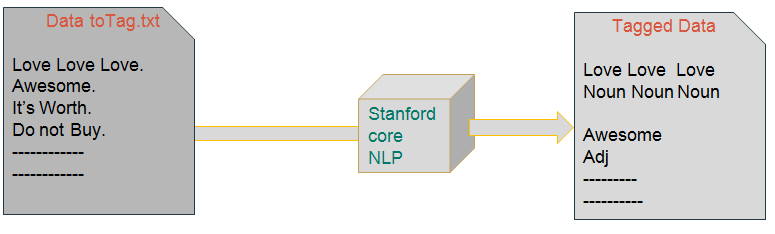 Data toTag.txt
Love Love Love.
Awesome.
It's Worth.
Do not Buy.
------------
------------
Stanford
core
NLP
Tagged Data
Love Love Love
Noun Noun Noun
Awesome
Adj
---------
----------